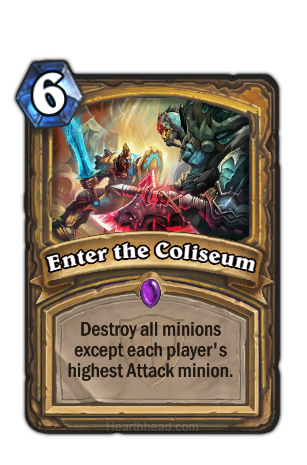 6
Enter the Coliseum
Destroy all minions
except each player's
highest Attack minion.
Hearthhead.com